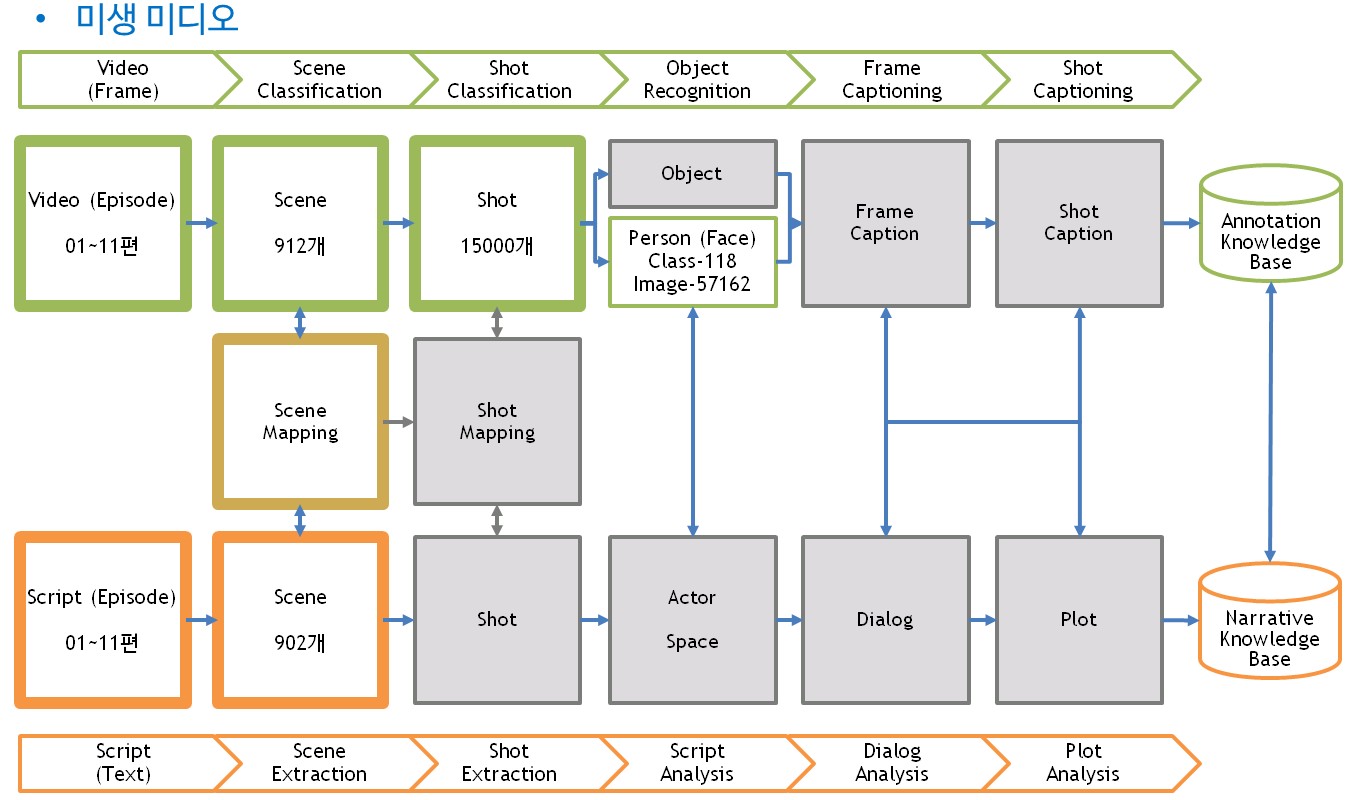 • 미생 미디오
Video
(Frame)
Scene
Classification
Shot
Classification
Object
Recognition
Frame
Captioning
Shot
Captioning
Video (Episode)
01~11편
Scene
912개
Shot
15000개
Object
Person (Face)
Class-118
Image-57162
Frame
Caption
Shot
Caption
Annotation
Knowledge
Base
Scene
Mapping
Shot
Mapping
Script (Episode)
01~11편
Scene
902개
Shot
Actor
Space
Dialog
Plot
Narrative
Knowledge
Base
Script
(Text)
Scene
Extraction
Shot
Extraction
Script
Analysis
Dialog
Analysis
Plot
Analysis